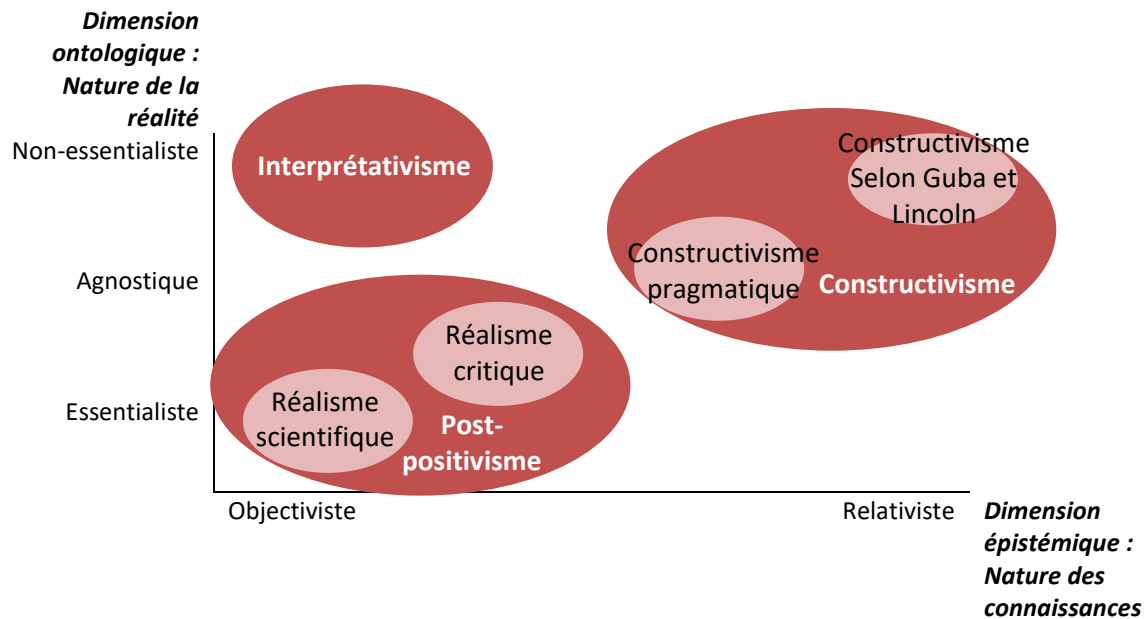 Dimension
ontologique :
Nature de la
réalité
Non-essentialiste
Agnostique
Essentialiste
Interprétativisme
Constructivisme
Selon Guba et
Lincoln
Constructivisme
pragmatique
Constructivisme
Réalisme
critique
Réalisme
scientifique
Post-
positivisme
Objectiviste
Relativiste
Dimension
épistémique :
Nature des
connaissances